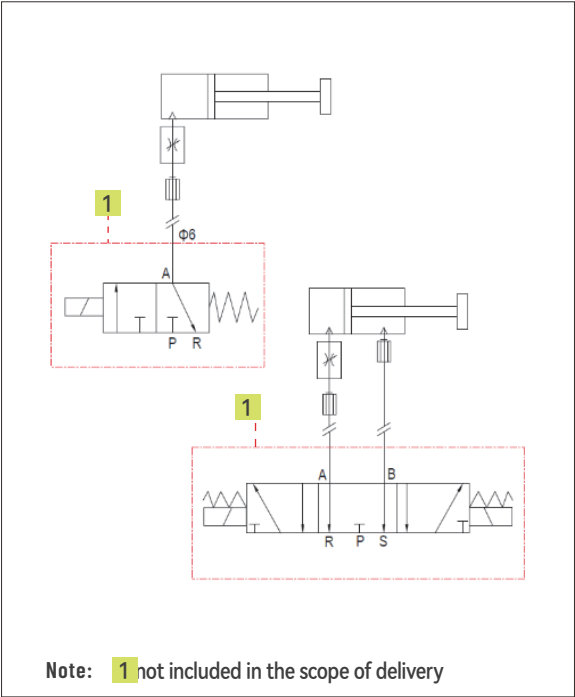 1
Φ6
A
P R
1
A B
R P S
Note: 1 not included in the scope of delivery